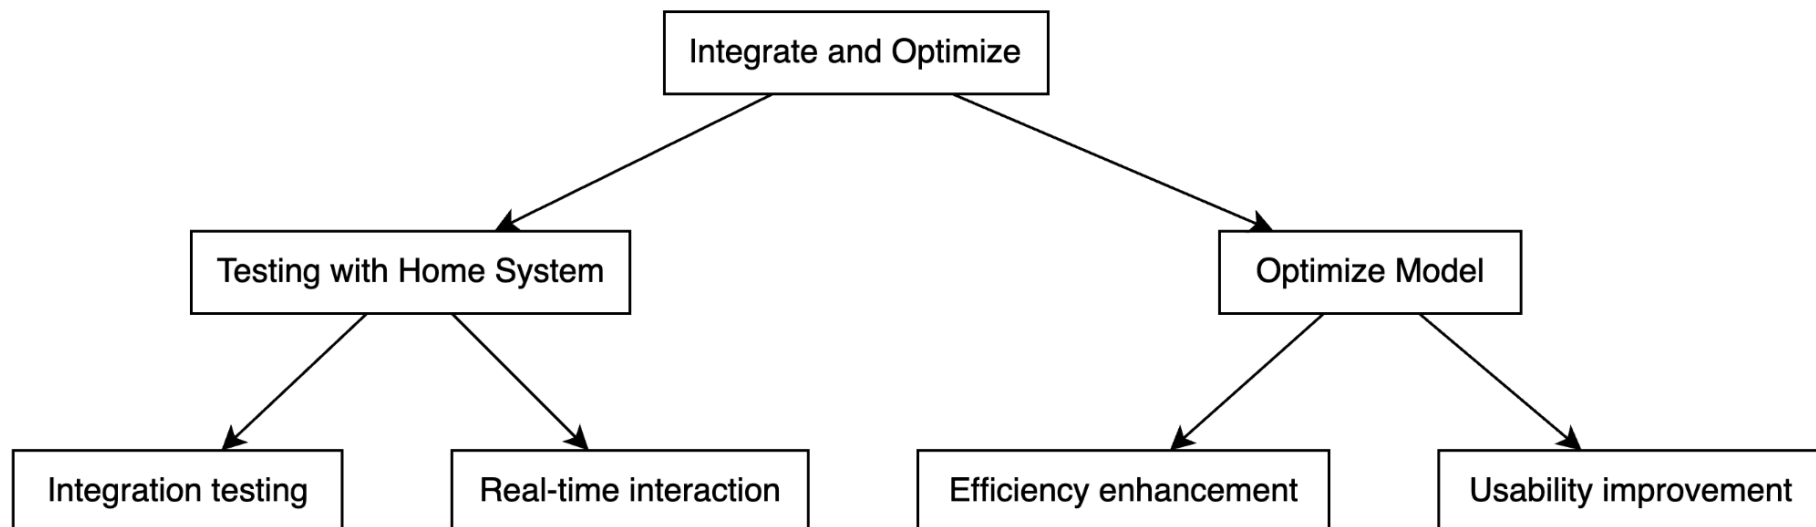 Integrate and Optimize
Testing with Home System
Optimize Model
Integration testing
Real-time interaction
Efficiency enhancement
Usability improvement